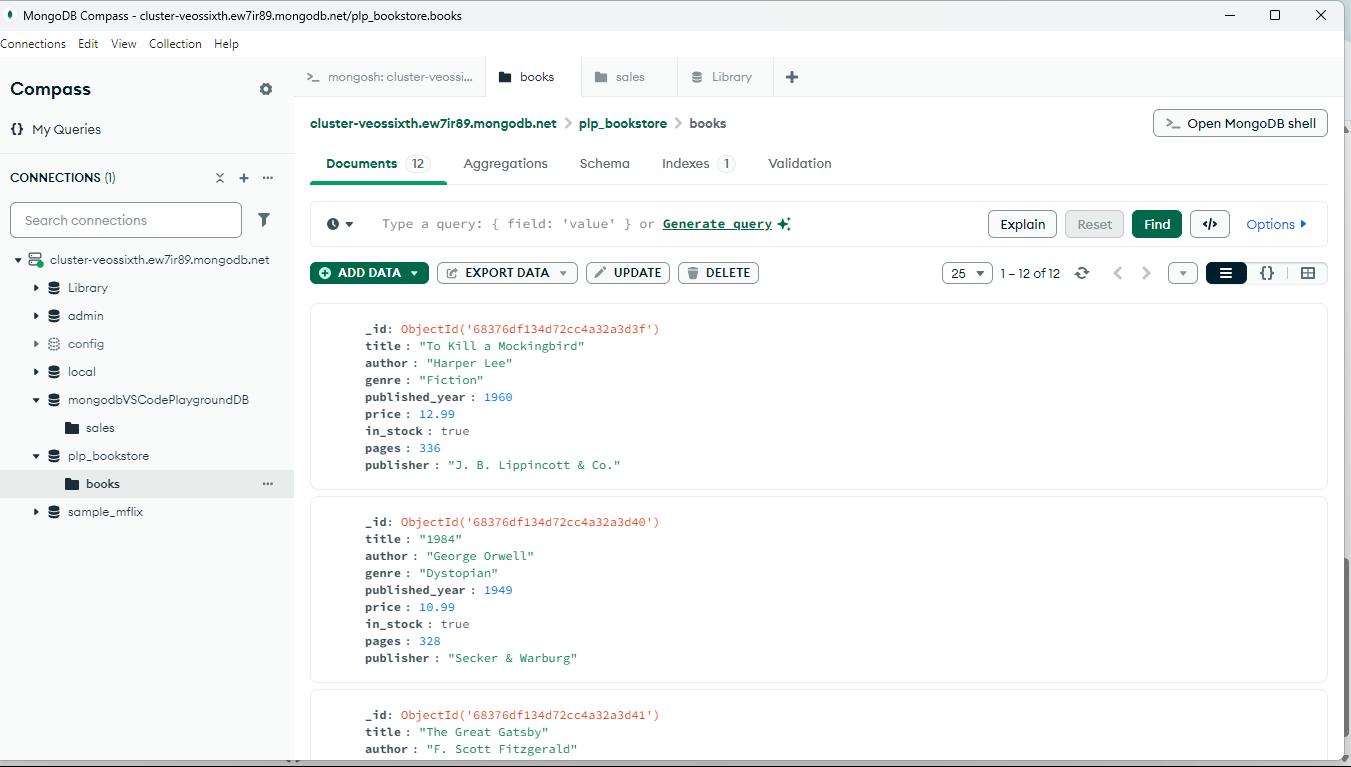 MongoDB Compass - cluster-veossixth.ew7ir89.mongodb.net/plp_bookstore.books
Connections Edit View Collection Help
Compass
{} My Queries
CONNECTIONS (1)
Search connections
cluster-veossixth.ew7ir89.mongodb.net
Library
admin
config
local
mongodbVSCodePlaygroundDB
sales
plp_bookstore
books
sample_mflix
>_ mongosh: cluster-veossi... books sales Library
cluster-veossixth.ew7ir89.mongodb.net > plp_bookstore > books
>_ Open MongoDB shell
Documents 12 Aggregations Schema Indexes 1 Validation
Type a query: { field: 'value' } or Generate query
Explain Reset Find </> Options
ADD DATA EXPORT DATA UPDATE DELETE
25 1 – 12 of 12 {}
_id: ObjectId('68376df134d72cc4a32a3d3f')
title : "To Kill a Mockingbird"
author : "Harper Lee"
genre : "Fiction"
published_year : 1960
price : 12.99
in_stock : true
pages : 336
publisher : "J. B. Lippincott & Co."
_id: ObjectId('68376df134d72cc4a32a3d40')
title : "1984"
author : "George Orwell"
genre : "Dystopian"
published_year : 1949
price : 10.99
in_stock : true
pages : 328
publisher : "Secker & Warburg"
_id: ObjectId('68376df134d72cc4a32a3d41')
title : "The Great Gatsby"
author : "F. Scott Fitzgerald"